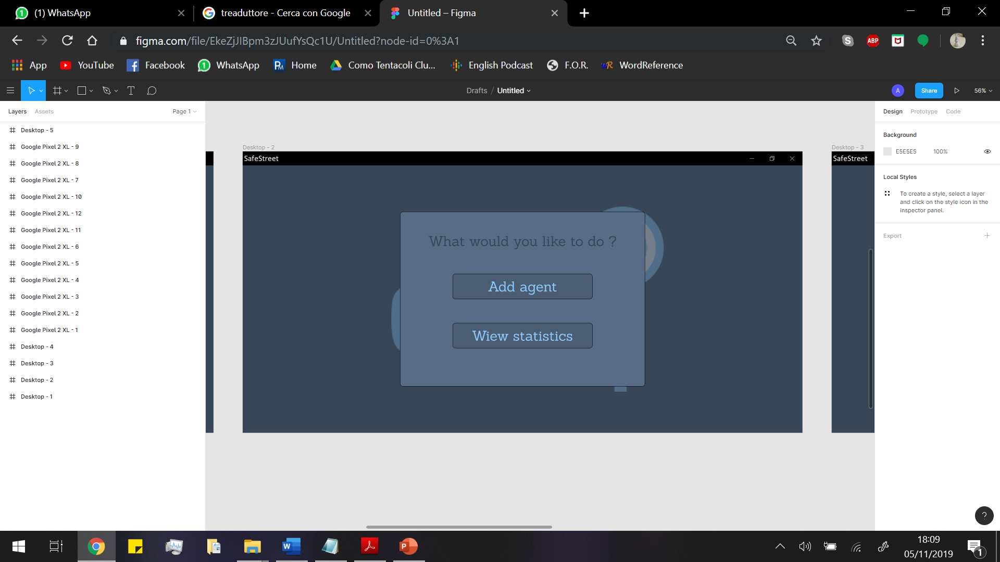 (1) WhatsApp
treaduttore - Cerca con Google
Untitled – Figma
figma.com/file/EkeZjJIBpm3zJUufYsQc1U/Untitled?node-id=0%3A1
S
ABP
App
YouTube
Facebook
WhatsApp
Home
Como Tentacoli Clu...
English Podcast
F.O.R.
WordReference
Drafts / Untitled
A
Share
56%
Layers
Assets
Page 1
Desktop - 5
Google Pixel 2 XL - 9
Google Pixel 2 XL - 8
Google Pixel 2 XL - 7
Google Pixel 2 XL - 10
Google Pixel 2 XL - 12
Google Pixel 2 XL - 11
Google Pixel 2 XL - 6
Google Pixel 2 XL - 5
Google Pixel 2 XL - 4
Google Pixel 2 XL - 3
Google Pixel 2 XL - 2
Google Pixel 2 XL - 1
Desktop - 4
Desktop - 3
Desktop - 2
Desktop - 1
Desktop - 2
SafeStreet
What would you like to do ?
Add agent
Wiew statistics
Desktop - 3
SafeStreet
Design
Prototype
Code
Background
E5E5E5
100%
Local Styles
To create a style, select a layer
and click on the style icon in the
inspector panel.
Export
?
18:09
05/11/2019
1